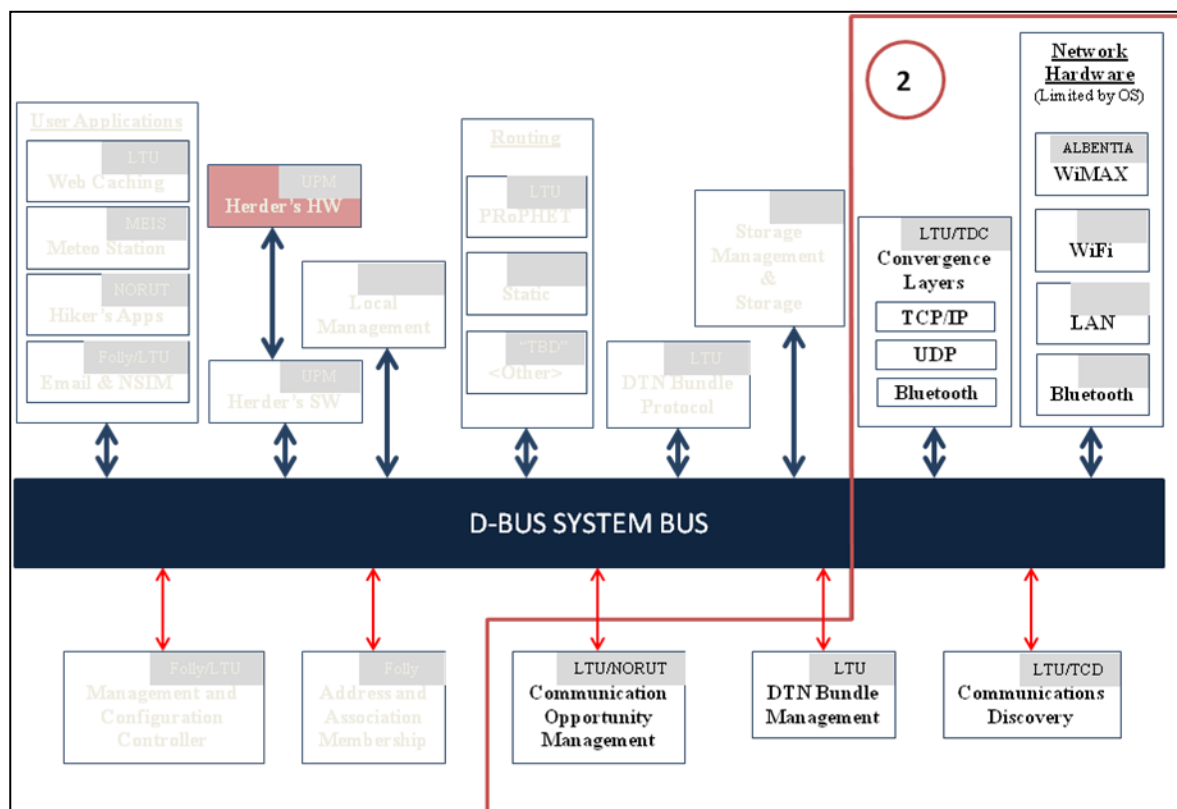 2
Network
Hardware
(Limited by OS)
ALBENTIA
WiMAX
WiFi
LAN
Bluetooth
User Applications
LTU
Web Caching
MEIS
Meteo Station
NORUT
Hiker's Apps
Folly/LTU
Email & NSIM
UPM
Herder's HW
UPM
Herder's SW
Local
Management
Routing
LTU
PRoPHET
Static
"TBD"
<Other>
LTU
DTN Bundle
Protocol
Storage
Management
&
Storage
LTU/TDC
Convergence
Layers
TCP/IP
UDP
Bluetooth
D-BUS SYSTEM BUS
Folly/LTU
Management and
Configuration
Controller
Folly
Address and
Association
Membership
LTU/NORUT
Communication
Opportunity
Management
LTU
DTN Bundle
Management
LTU/TCD
Communications
Discovery